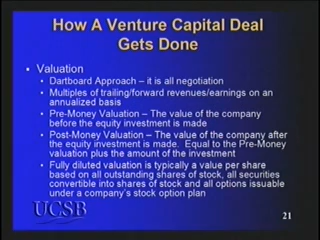 How A Venture Capital Deal
Gets Done
• Valuation
• Dartboard Approach – it is all negotiation
• Multiples of trailing/forward revenues/earnings on an
annualized basis
• Pre-Money Valuation – The value of the company
before the equity investment is made
• Post-Money Valuation – The value of the company after
the equity investment is made. Equal to the Pre-Money
valuation plus the amount of the investment
• Fully diluted valuation is typically a value per share
based on all outstanding shares of stock, all securities
convertible into shares of stock and all options issuable
under a company's stock option plan
UCSB
21